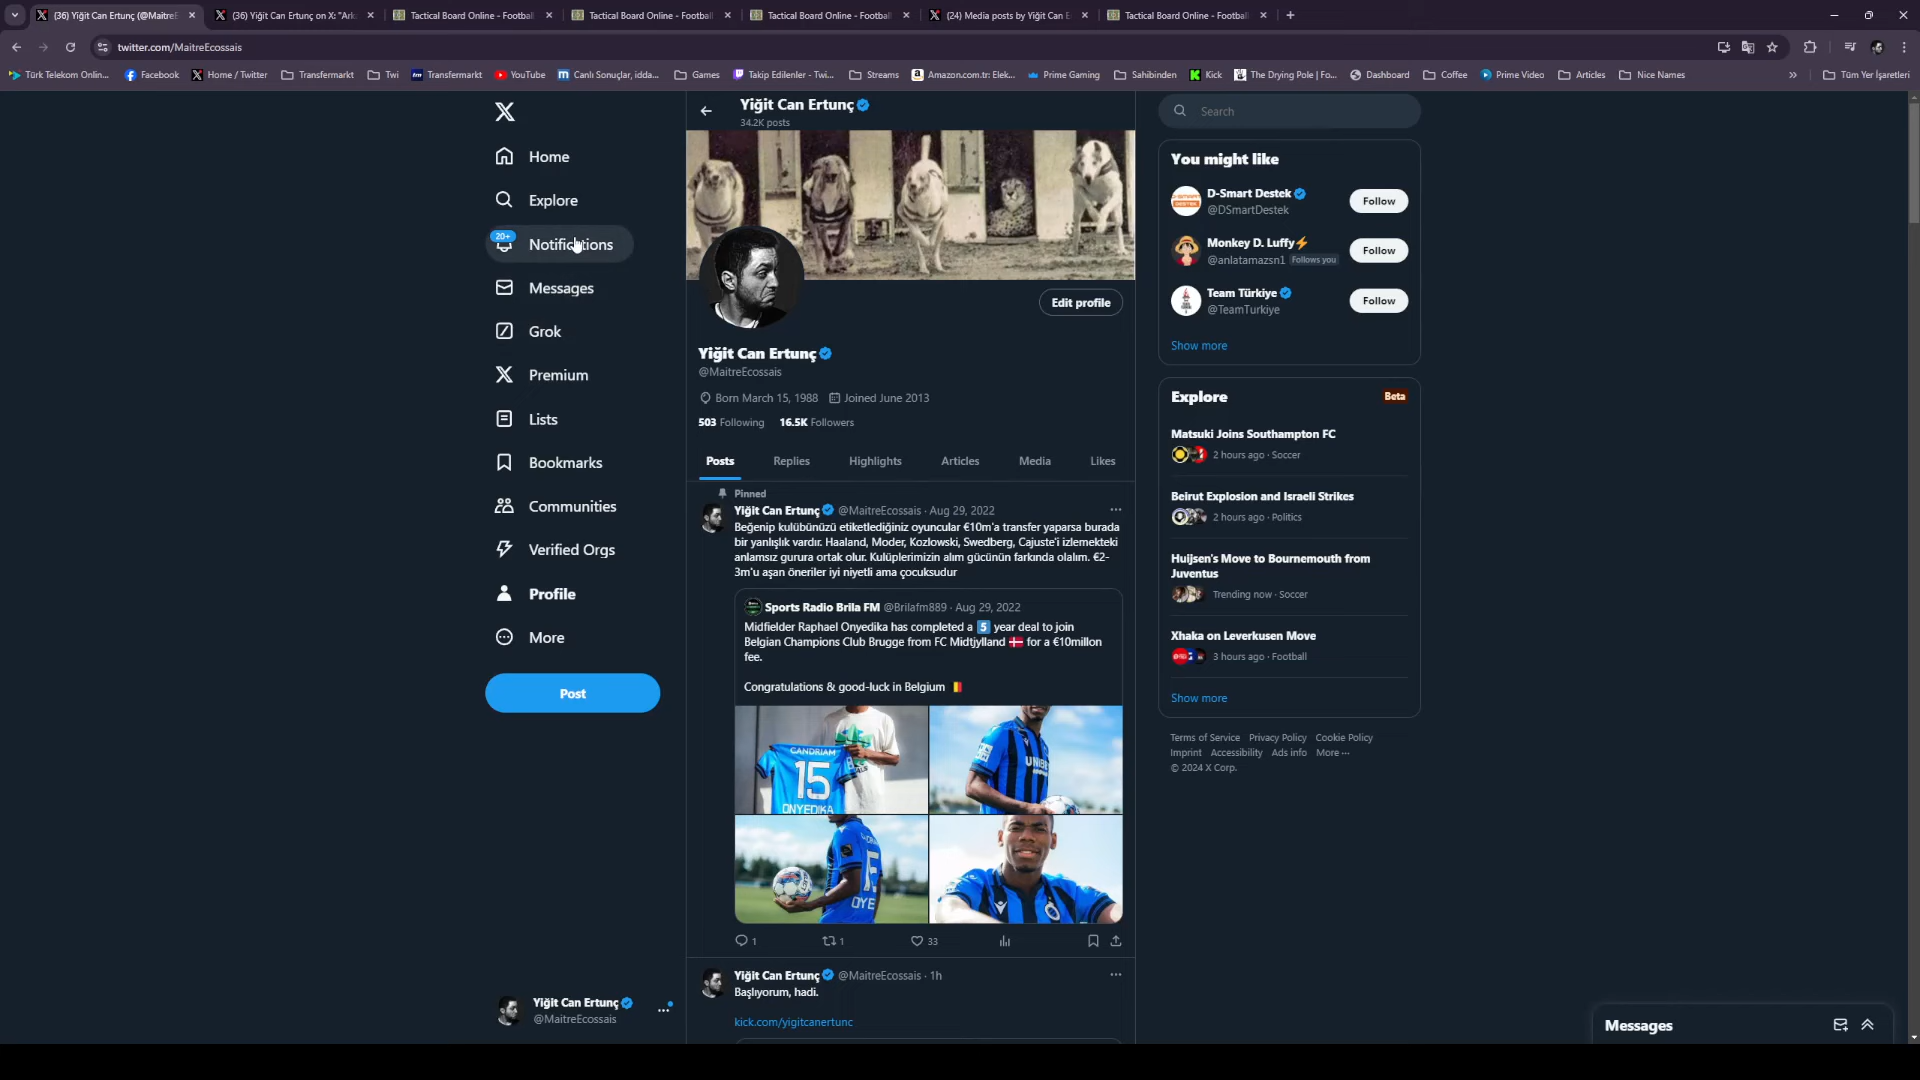 (36) Yiğit Can Ertunç (@MaitreE
(36) Yiğit Can Ertunç on X: "Ark
Tactical Board Online - Football
Tactical Board Online - Football
Tactical Board Online - Football
(24) Media posts by Yiğit Can E
Tactical Board Online - Football
twitter.com/MaitreEcossais
Türk Telekom Onlin...
Facebook
Home / Twitter
Transfermarkt
Twi
Transfermarkt
YouTube
Canlı Sonuçlar, idda...
Games
Takip Edilenler - Twi...
Streams
Amazon.com.tr: Elek...
Prime Gaming
Sahibinden
Kick
The Drying Pole | Fo...
Dashboard
Coffee
Prime Video
Articles
Nice Names
Tüm Yer İşaretleri
Home
Explore
20+
Notifications
Messages
Grok
Premium
Lists
Bookmarks
Communities
Verified Orgs
Profile
More
Post
Yiğit Can Ertunç
@MaitreEcossais
Yiğit Can Ertunç
34.2K posts
Edit profile
Yiğit Can Ertunç
@MaitreEcossais
Born March 15, 1988 Joined June 2013
503 Following 16.5K Followers
Posts Replies Highlights Articles Media Likes
Pinned
Yiğit Can Ertunç @MaitreEcossais · Aug 29, 2022
Beğenip kulübünüzü etiketlediğiniz oyuncular €10m'a transfer yaparsa burada
bir yanlışlık vardır. Haaland, Moder, Kozlowski, Swedberg, Cajuste'i izlemekteki
anlamsız gurura ortak olur. Kulüplerimizin alım gücünün farkında olalım. €2-
3m'u aşan öneriler iyi niyetli ama çocuksudur
Sports Radio Brila FM @Brilafm889 · Aug 29, 2022
Midfielder Raphael Onyedika has completed a 5 year deal to join
Belgian Champions Club Brugge from FC Midtjylland 🇩🇰 for a €10millon
fee.
Congratulations & good-luck in Belgium 🇧🇪
CANDRIAM
15
ONYEDIKA
UNIBET
OYE
1 1 33
Yiğit Can Ertunç @MaitreEcossais · 1h
Başlıyorum, hadi.
kick.com/yigitcanertunc
Search
You might like
D-Smart Destek
@DSmartDestek
Follow
Monkey D. Luffy⚡
@anlatamazsn1 Follows you
Follow
Team Türkiye
@TeamTurkiye
Follow
Show more
Explore Beta
Matsuki Joins Southampton FC
2 hours ago · Soccer
Beirut Explosion and Israeli Strikes
2 hours ago · Politics
Huijsen's Move to Bournemouth from
Juventus
Trending now · Soccer
Xhaka on Leverkusen Move
3 hours ago · Football
Show more
Terms of Service Privacy Policy Cookie Policy
Imprint Accessibility Ads info More ···
© 2024 X Corp.
Messages